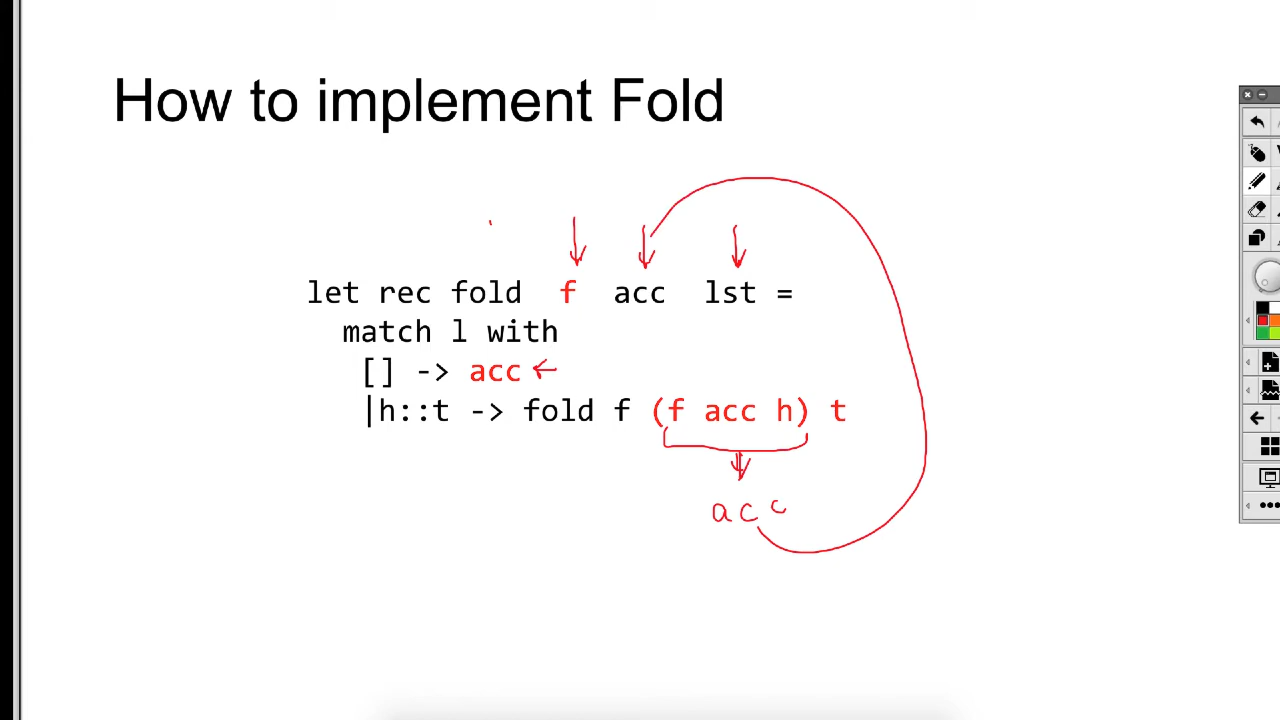 How to implement Fold
let rec fold f acc lst =
match l with
[] -> acc
|h::t -> fold f (f acc h) t
acc